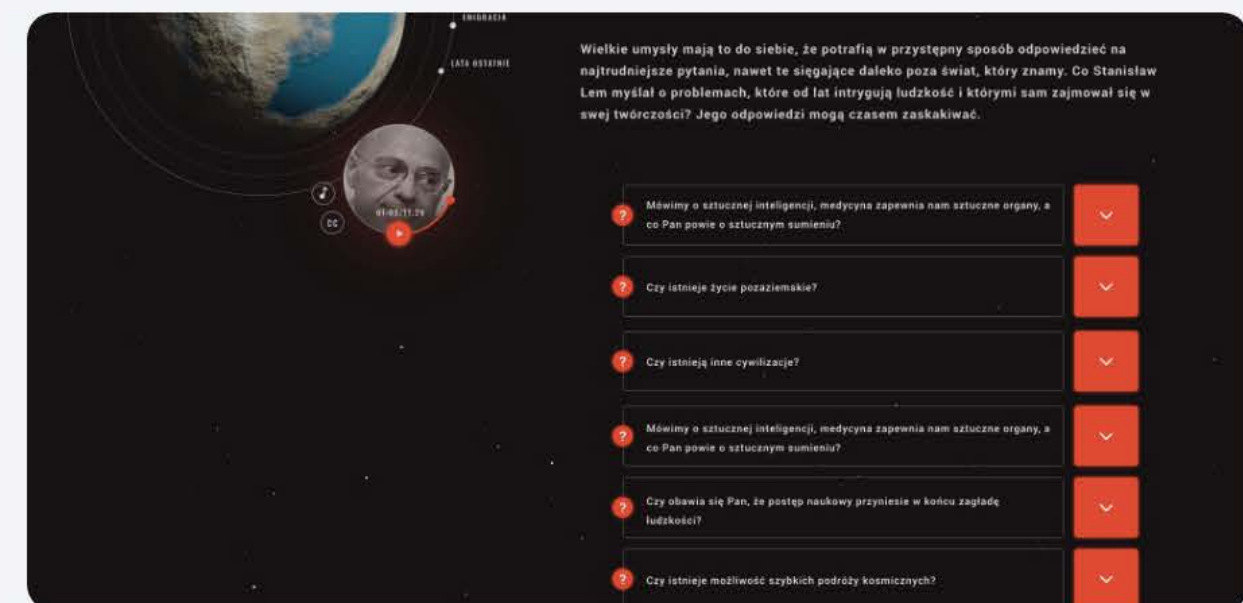 EMIGRACJA
LATA OSTATNIE
Wielkie umysły mają to do siebie, że potrafią w przystępny sposób odpowiedzieć na
najtrudniejsze pytania, nawet te sięgające daleko poza świat, który znamy. Co Stanisław
Lem myślał o problemach, które od lat intrygują ludzkość i którymi sam zajmował się w
swej twórczości? Jego odpowiedzi mogą czasem zaskakiwać.
CC
? Mówimy o sztucznej inteligencji, medycyna zapewnia nam sztuczne organy, a
co Pan powie o sztucznym sumieniu?
? Czy istnieje życie pozaziemskie?
? Czy istnieją inne cywilizacje?
? Mówimy o sztucznej inteligencji, medycyna zapewnia nam sztuczne organy, a
co Pan powie o sztucznym sumieniu?
? Czy obawia się Pan, że postęp naukowy przyniesie w końcu zagładę
ludzkości?
? Czy istnieje możliwość szybkich podróży kosmicznych?